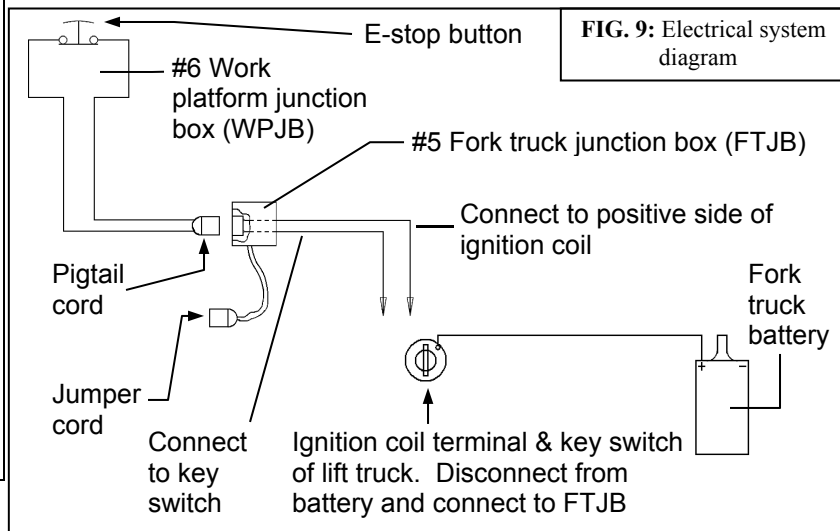 FIG. 9: Electrical system
diagram
E-stop button
#6 Work
platform junction
box (WPJB)
#5 Fork truck junction box (FTJB)
Connect to positive side of
ignition coil
Pigtail
cord
Fork
truck
battery
+ -
Jumper
cord
Connect
to key
switch
Ignition coil terminal & key switch
of lift truck. Disconnect from
battery and connect to FTJB